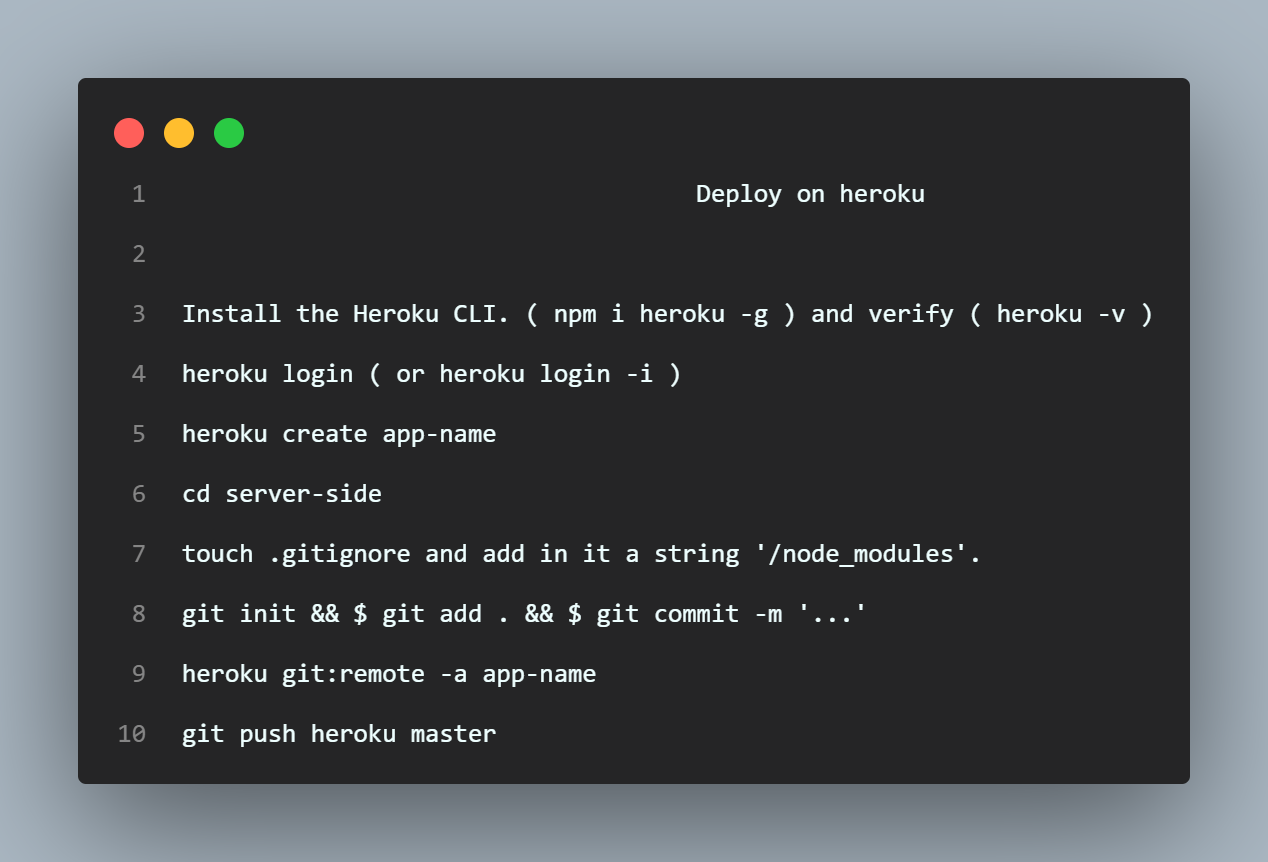 1 Deploy on heroku
2
3 Install the Heroku CLI. ( npm i heroku -g ) and verify ( heroku -v )
4 heroku login ( or heroku login -i )
5 heroku create app-name
6 cd server-side
7 touch .gitignore and add in it a string '/node_modules'.
8 git init && $ git add . && $ git commit -m '...'
9 heroku git:remote -a app-name
10 git push heroku master